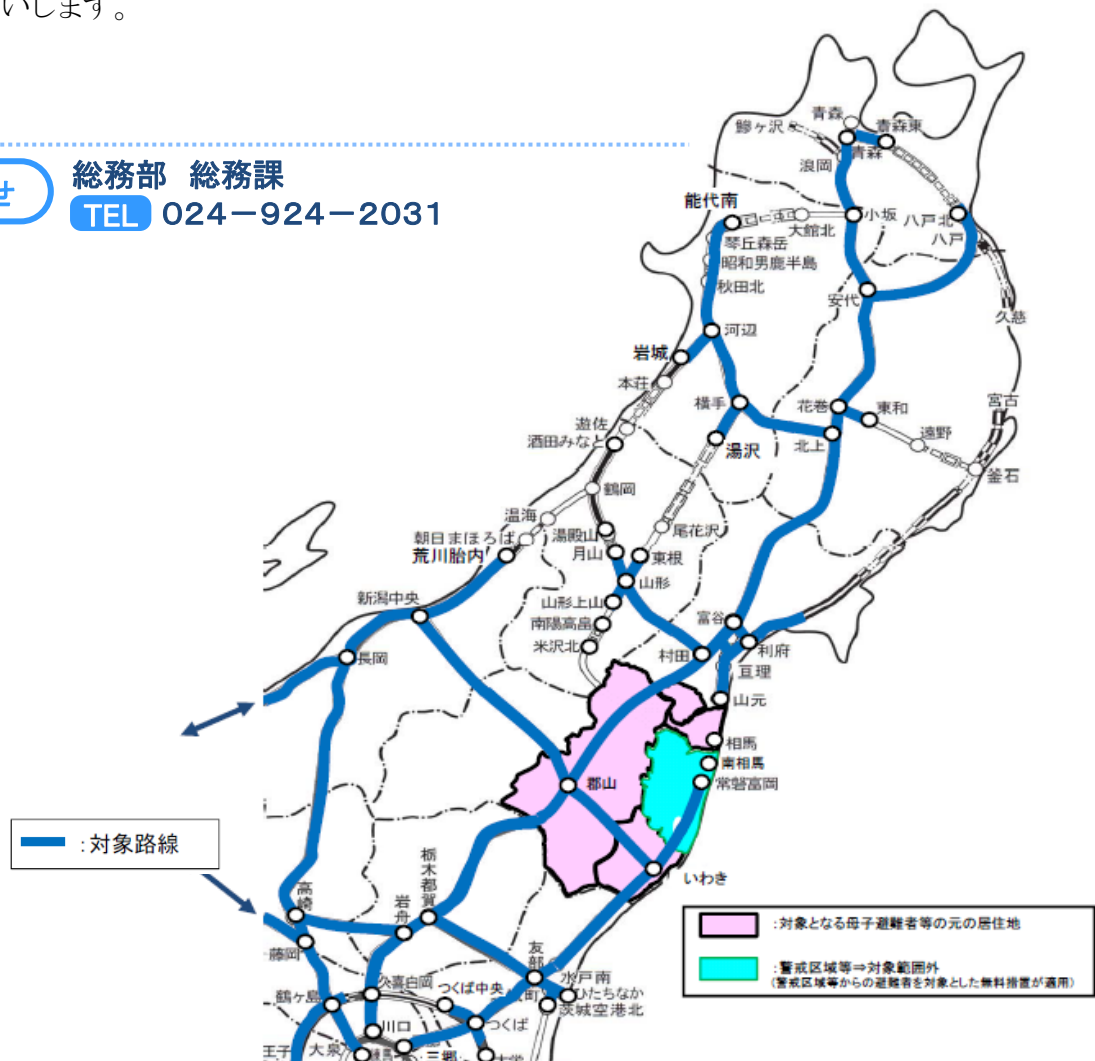 いします。
せ
総務部 総務課
TEL 024－924－2031
青森
青森東
鰺ヶ沢
青森
浪岡
能代南
小坂
八戸北
大館北
八戸
琴丘森岳
昭和男鹿半島
秋田北
安代
久慈
河辺
岩城
本荘
横手
花巻
東和
宮古
遊佐
酒田みなと
湯沢
北上
遠野
釜石
鶴岡
温海
湯殿山
尾花沢
朝日まほろば
月山
東根
荒川胎内
山形
新潟中央
山形上山
富谷
南陽高畠
利府
米沢北
村田
長岡
亘理
山元
相馬
南相馬
郡山
常磐富岡
:対象路線
いわき
栃木都賀
高崎
岩舟
:対象となる母子避難者等の元の居住地
藤岡
友部
:警戒区域等⇒対象範囲外
(警戒区域等からの避難者を対象とした無料措置が適用)
久喜白岡
つくば中央
水戸南
鶴ヶ島
町
ひたちなか
茨城空港北
川口
つくば
王子
大泉
練馬
三郷